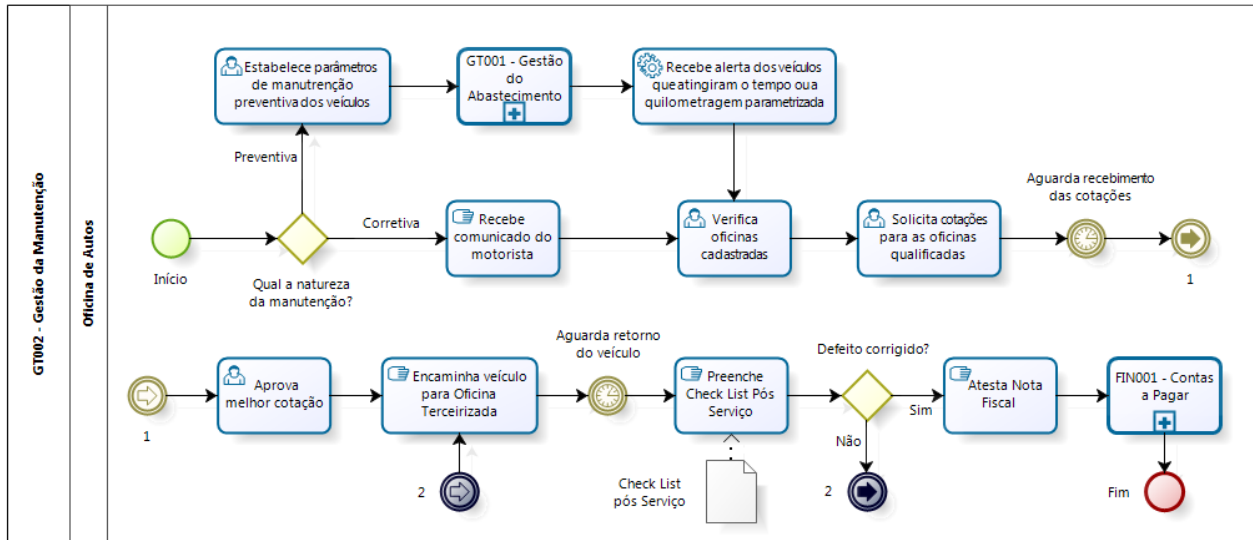 GT002 - Gestão da Manutenção
Oficina de Autos
Estabelece parâmetros
de manutrenção
preventiva dos veículos
GT001 - Gestão
do
Abastecimento
Recebe alerta dos veículos
que atingiram o tempo ou a
quilometragem parametrizada
Preventiva
Início
Qual a natureza
da manutenção?
Corretiva
Recebe
comunicado do
motorista
Verifica
oficinas
cadastradas
Solicita cotações
para as oficinas
qualificadas
Aguarda recebimento
das cotações
1
1
Aprova
melhor cotação
Encaminha veículo
para Oficina
Terceirizada
2
Aguarda retorno
do veículo
Preenche
Check List Pós
Serviço
Check List
pós Serviço
Defeito corrigido?
Sim
Não
2
Atesta Nota
Fiscal
FIN001 - Contas
a Pagar
Fim